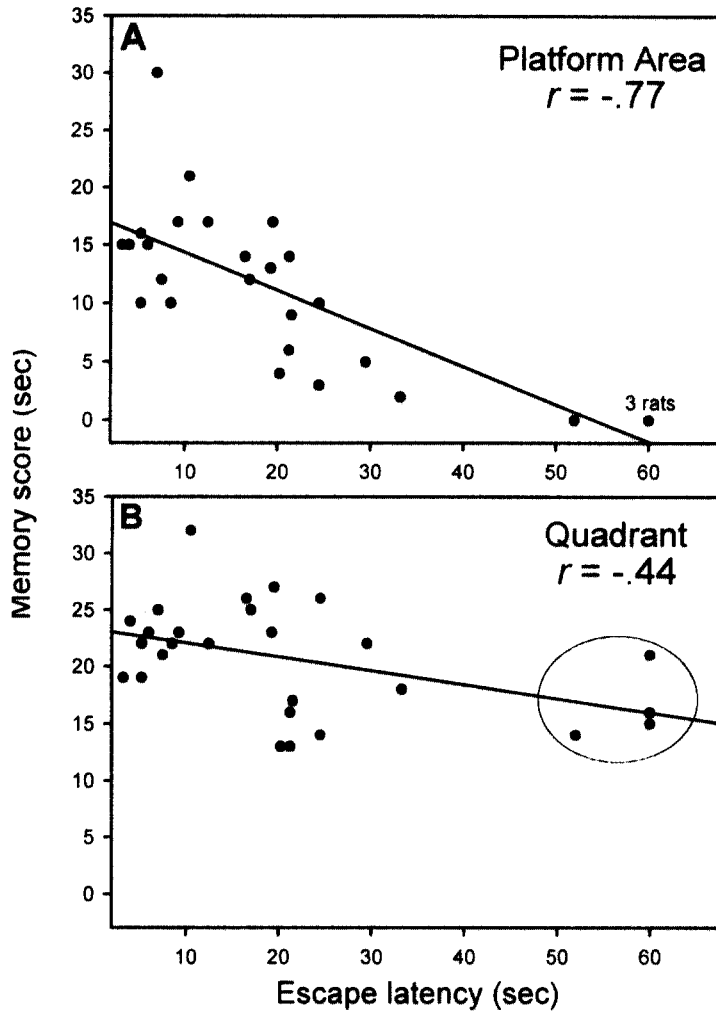 A
Platform Area
r = -.77
35
30
25
20
15
10
5
0
3 rats
10 20 30 40 50 60
Memory score (sec)
B
Quadrant
r = -.44
35
30
25
20
15
10
5
0
10 20 30 40 50 60
Escape latency (sec)